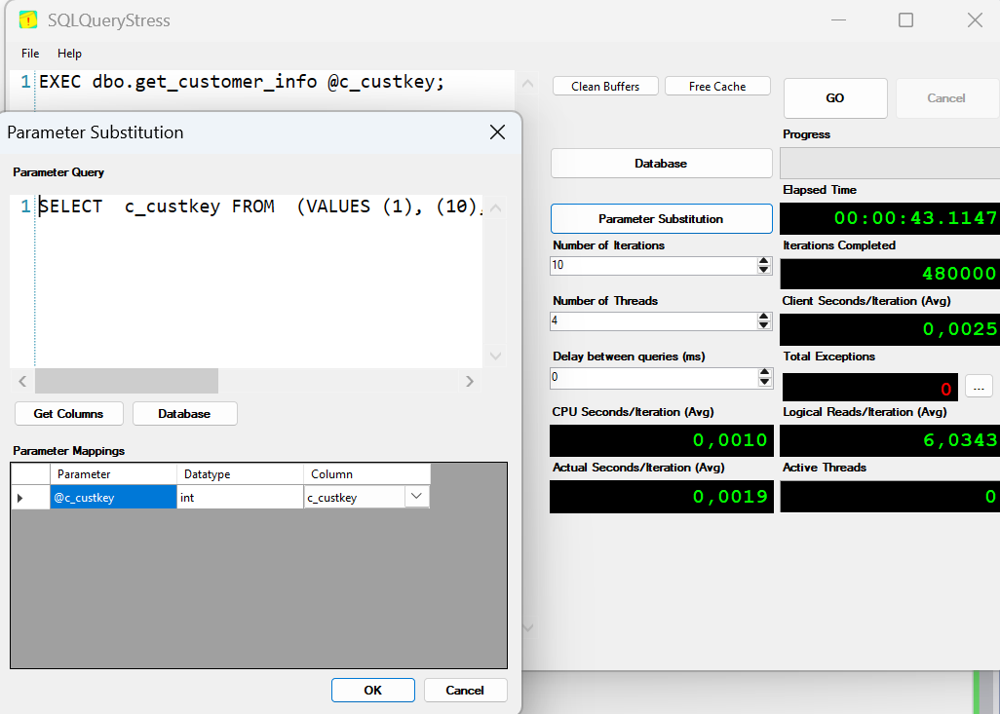 SQLQueryStress
File Help
1 EXEC dbo.get_customer_info @c_custkey;
Clean Buffers Free Cache
GO Cancel
Progress
Database
Elapsed Time
00:00:43.1147
Parameter Substitution
Number of Iterations
10
Iterations Completed
480000
Number of Threads
4
Client Seconds/Iteration (Avg)
0,0025
Delay between queries (ms)
0
Total Exceptions
0 ...
CPU Seconds/Iteration (Avg)
0,0010
Logical Reads/Iteration (Avg)
6,0343
Actual Seconds/Iteration (Avg)
0,0019
Active Threads
0
Parameter Substitution
Parameter Query
1 SELECT c_custkey FROM (VALUES (1), (10),
Get Columns Database
Parameter Mappings
Parameter Datatype Column
@c_custkey int c_custkey
OK Cancel